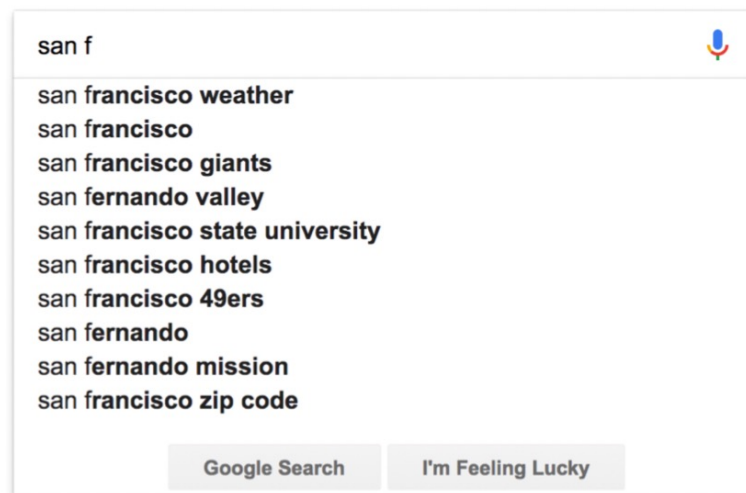 san f
san francisco weather
san francisco
san francisco giants
san fernando valley
san francisco state university
san francisco hotels
san francisco 49ers
san fernando
san fernando mission
san francisco zip code
Google Search I'm Feeling Lucky